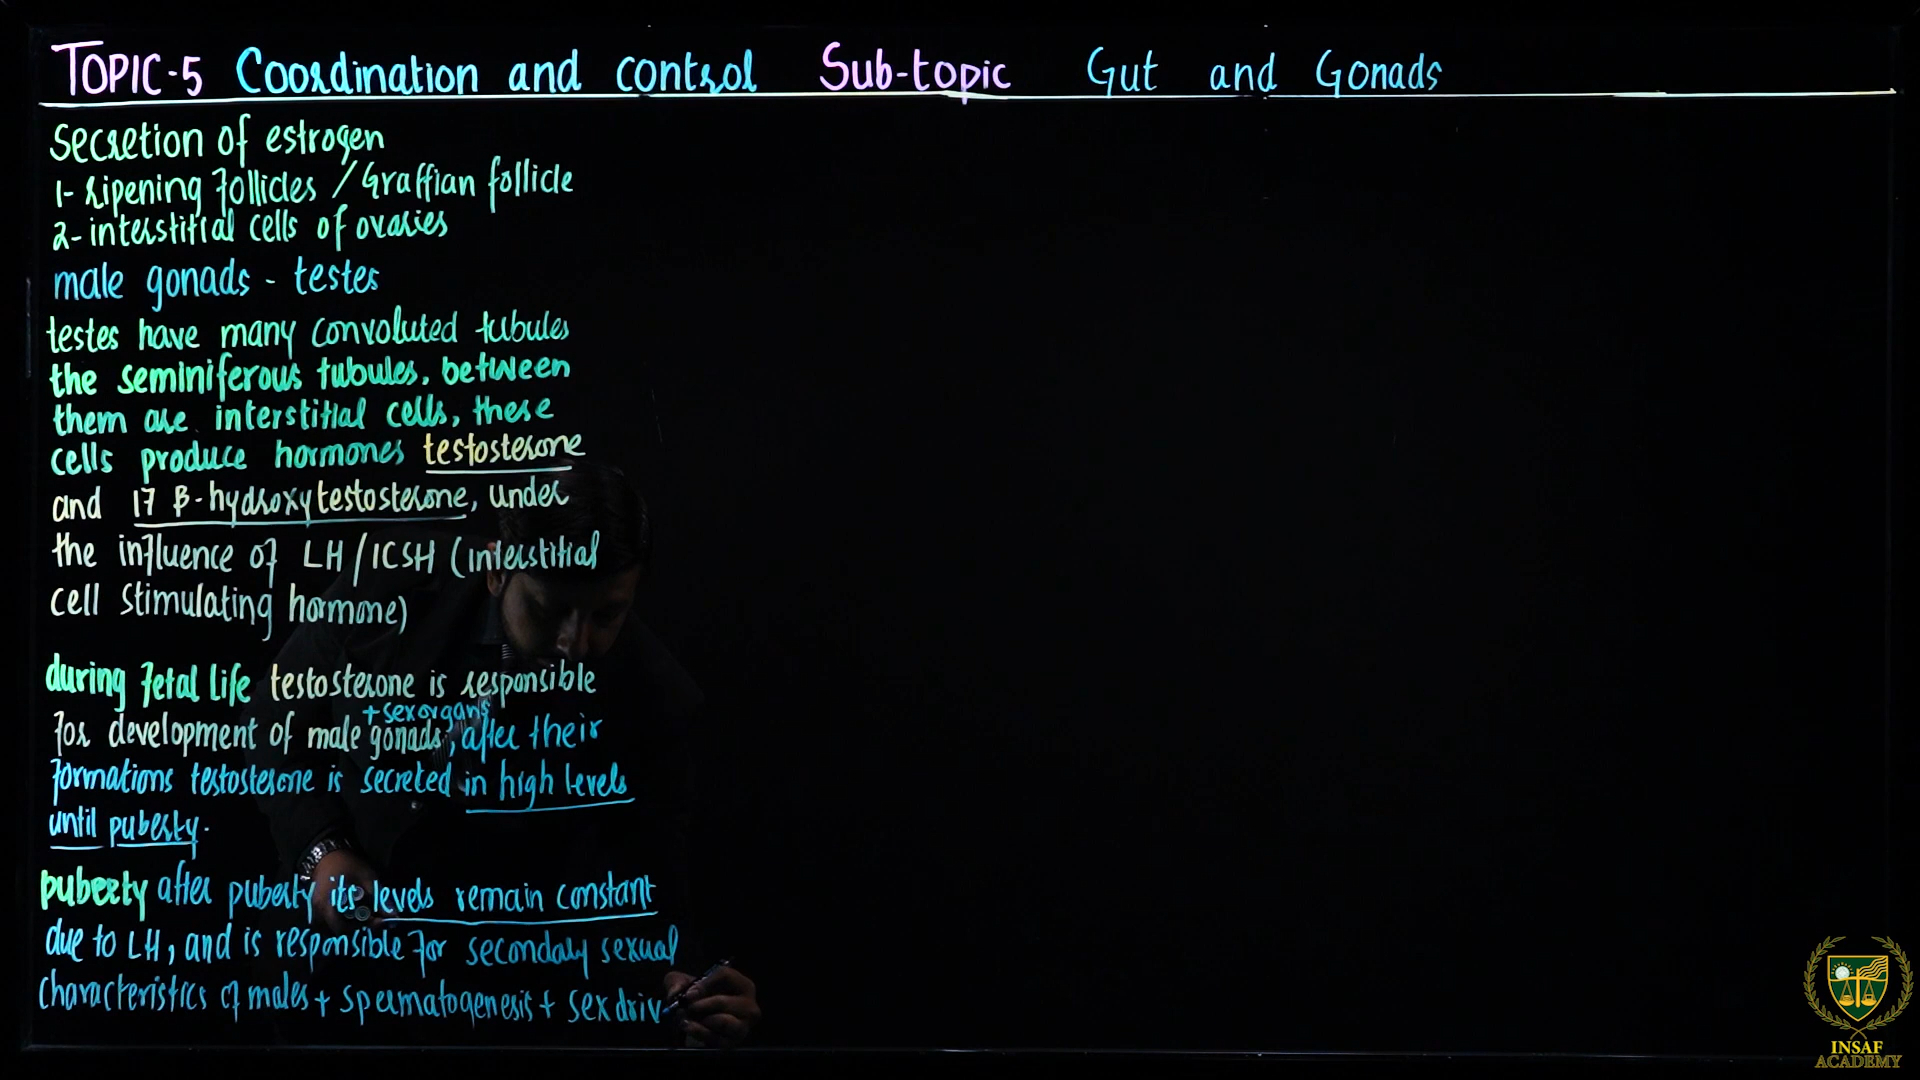 TOPIC-5 Coordination and control Sub-topic Gut and Gonads
Secretion of estrogen
1- ripening follicles / Graffian follicle
2- interstitial cells of ovaries
male gonads - testes
testes have many convoluted tubules
the seminiferous tubules, between
them are interstitial cells, these
cells produce hormones testosterone
and 17 β-hydroxytestosterone, under
the influence of LH/ICSH (interstitial
cell stimulating hormone)
during fetal life testosterone is responsible
+ sex organs
for development of male gonads, after their
formations testosterone is secreted in high levels
until puberty.
puberty after puberty its levels remain constant
due to LH, and is responsible for secondary sexual
characteristics of males + spermatogenesis + sex driv
INSAF
ACADEMY